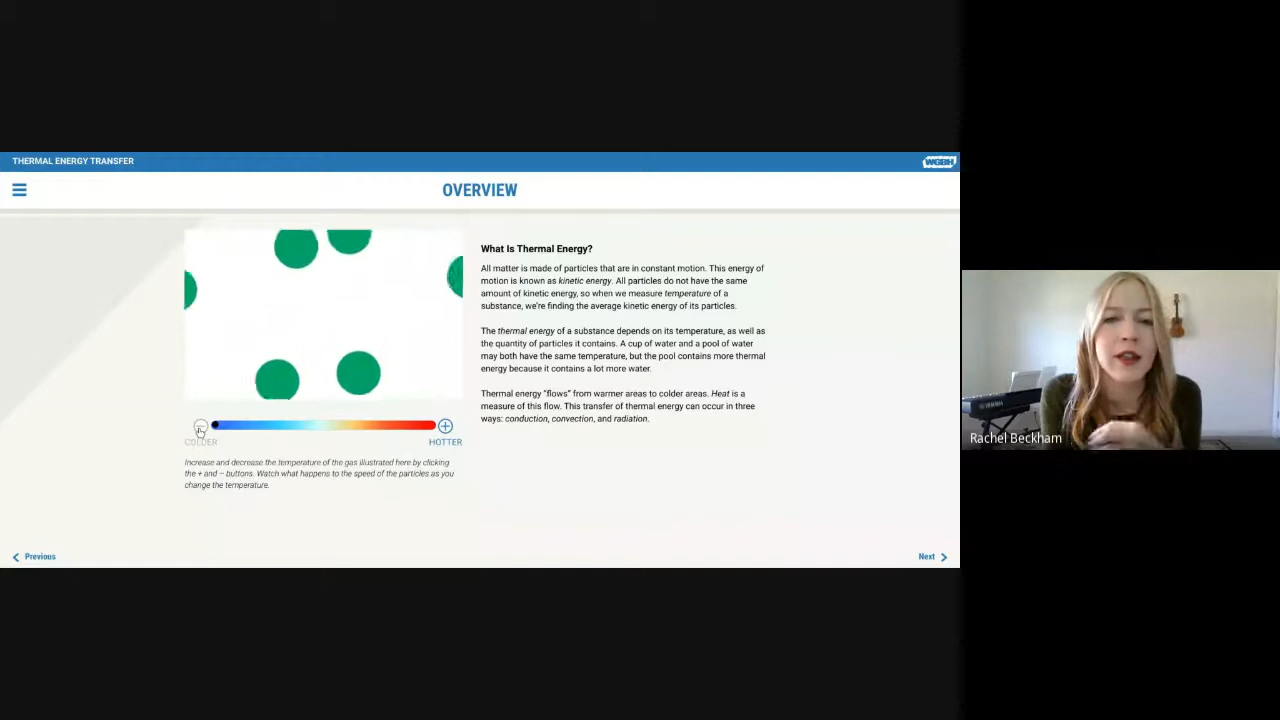 THERMAL ENERGY TRANSFER
WGBH
OVERVIEW
What Is Thermal Energy?
All matter is made of particles that are in constant motion. This energy of
motion is known as kinetic energy. All particles do not have the same
amount of kinetic energy, so when we measure temperature of a
substance, we're finding the average kinetic energy of its particles.
The thermal energy of a substance depends on its temperature, as well as
the quantity of particles it contains. A cup of water and a pool of water
may both have the same temperature, but the pool contains more thermal
energy because it contains a lot more water.
Thermal energy “flows” from warmer areas to colder areas. Heat is a
measure of this flow. This transfer of thermal energy can occur in three
ways: conduction, convection, and radiation.
COLDER
HOTTER
Increase and decrease the temperature of the gas illustrated here by clicking
the + and – buttons. Watch what happens to the speed of the particles as you
change the temperature.
Previous
Next
YAMAHA
Rachel Beckham